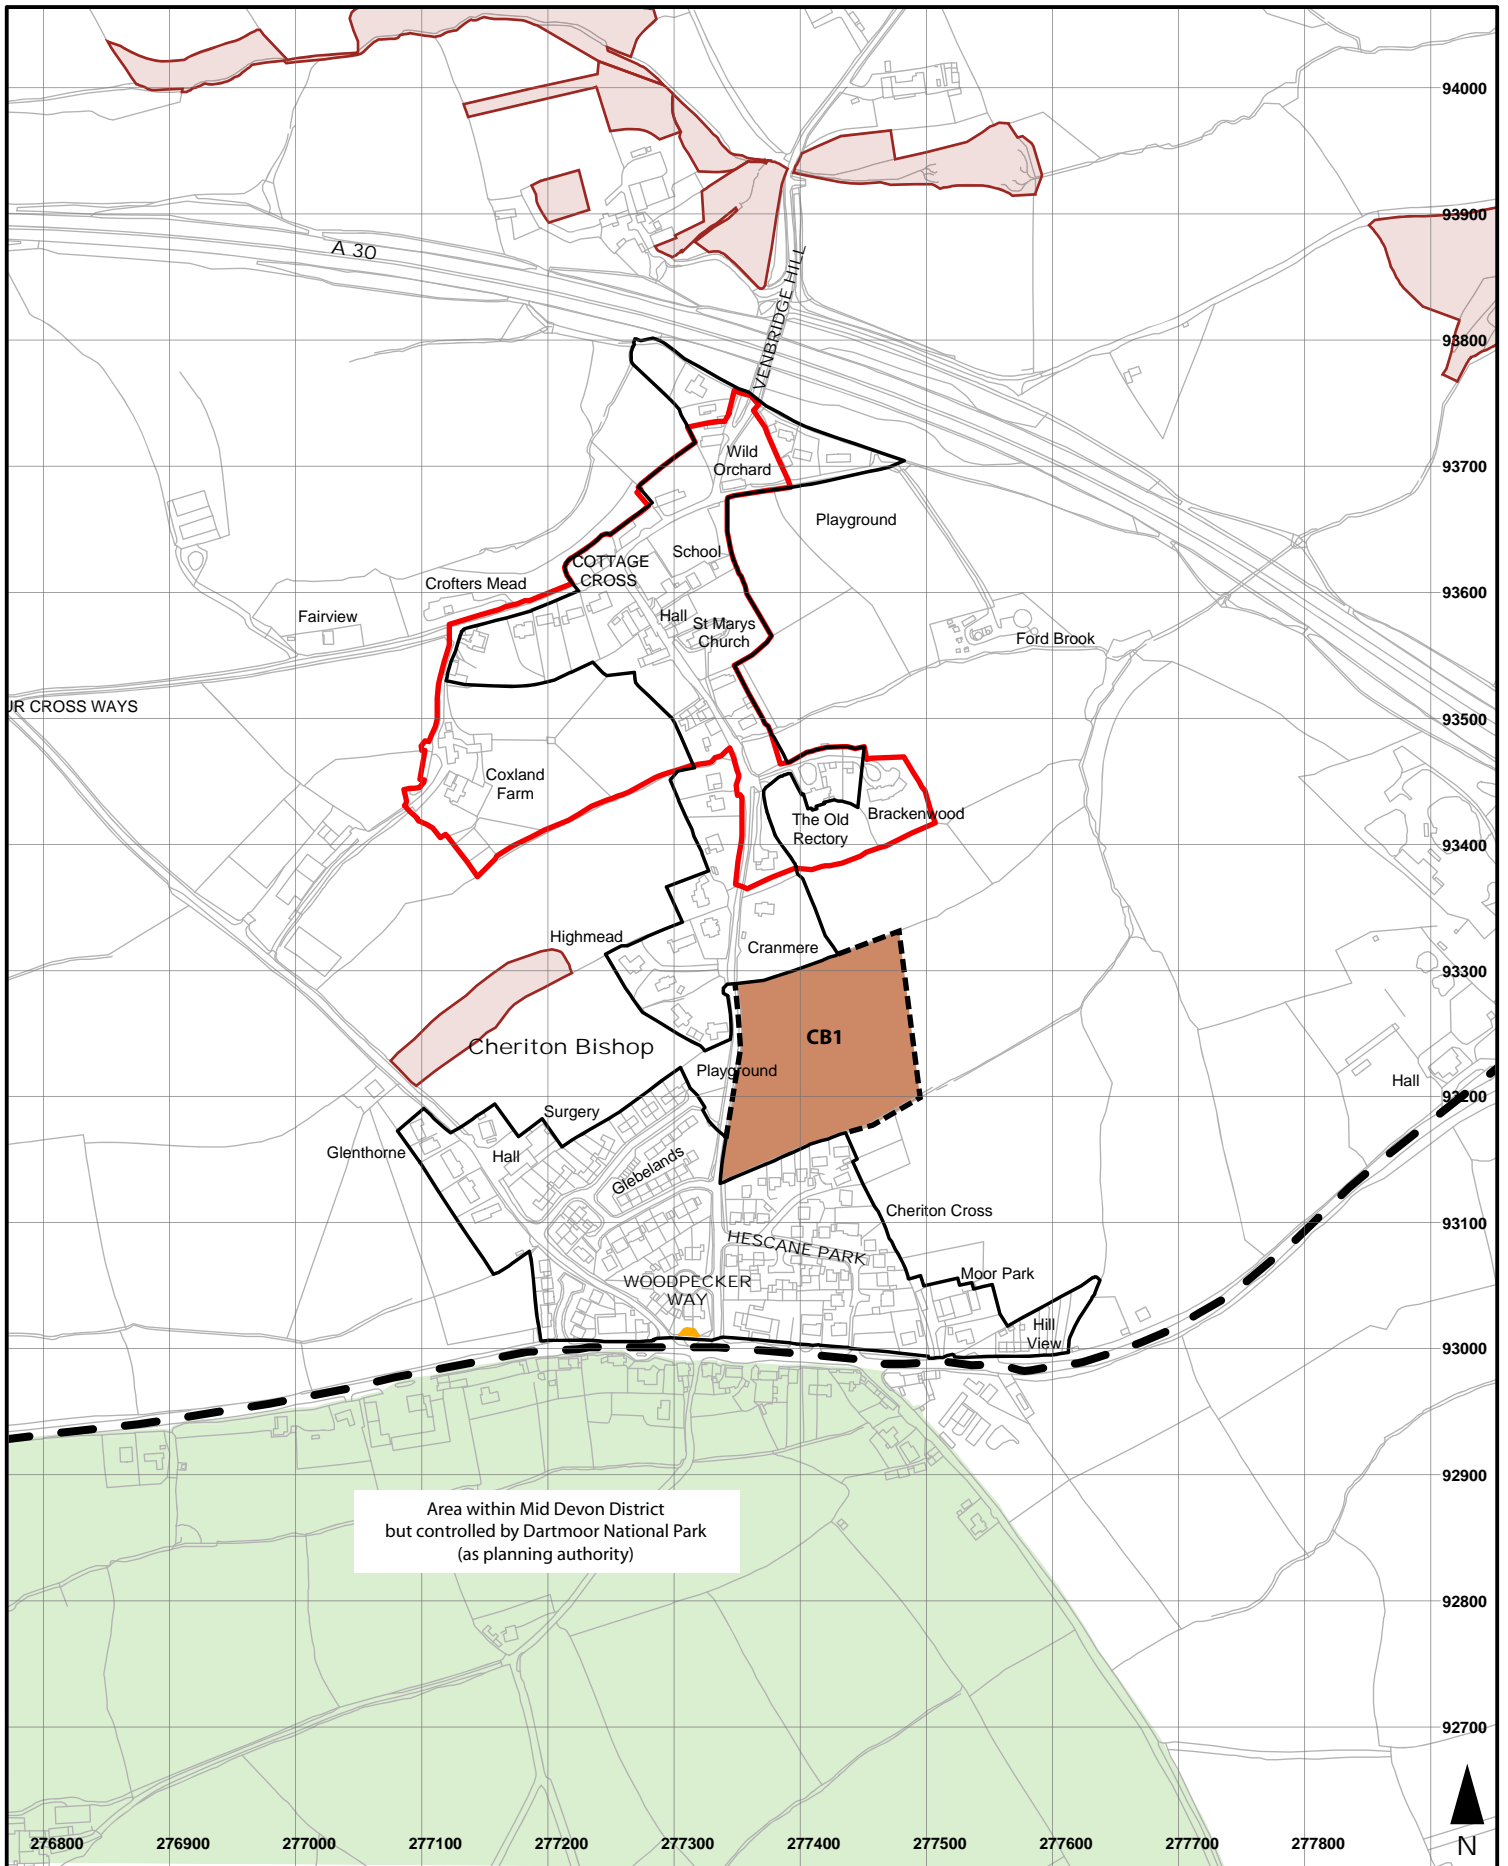 94000
93900
A 30
VENBRIDGE HILL
93800
Wild
Orchard
93700
Playground
School
COTTAGE
CROSS
Crofters Mead
93600
Fairview
Hall
St Marys
Church
Ford Brook
UR CROSS WAYS
93500
Coxland
Farm
The Old
Rectory
Brackenwood
93400
Highmead
Cranmere
93300
CB1
Cheriton Bishop
Playground
Hall
93200
Surgery
Glenthorne
Hall
Glebelands
Cheriton Cross
93100
HESCANE PARK
Moor Park
WOODPECKER
WAY
Hill
View
93000
92900
Area within Mid Devon District
but controlled by Dartmoor National Park
(as planning authority)
92800
92700
276800 276900 277000 277100 277200 277300 277400 277500 277600 277700 277800
N